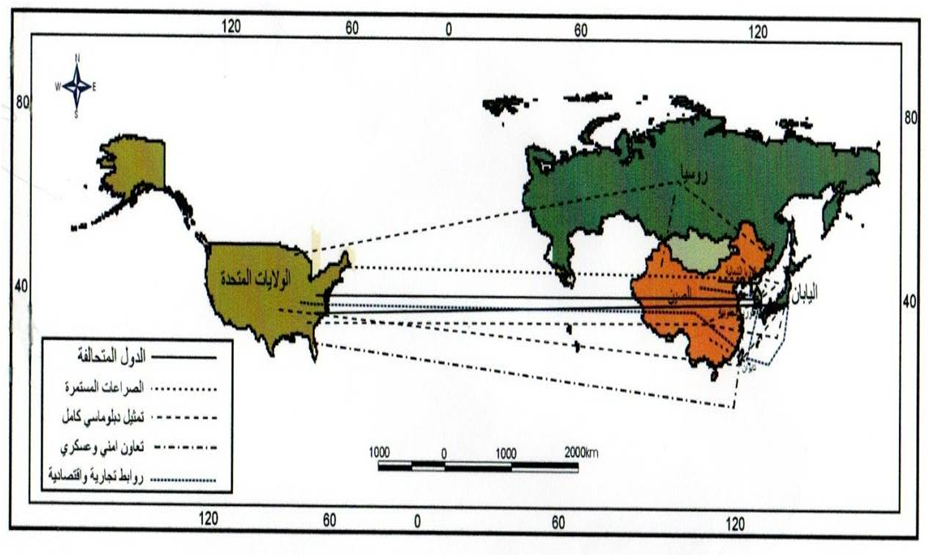 120 60 0 60 120
N
W E
S
80 80
روسيا
الولايات المتحدة
الصين
اليابان
40 40
الدول المتحالفة
الصراعات المستمرة
تمثيل دبلوماسي كامل
تعاون امني وعسكري
روابط تجارية واقتصادية
1000 0 1000 2000km
120 60 0 60 120